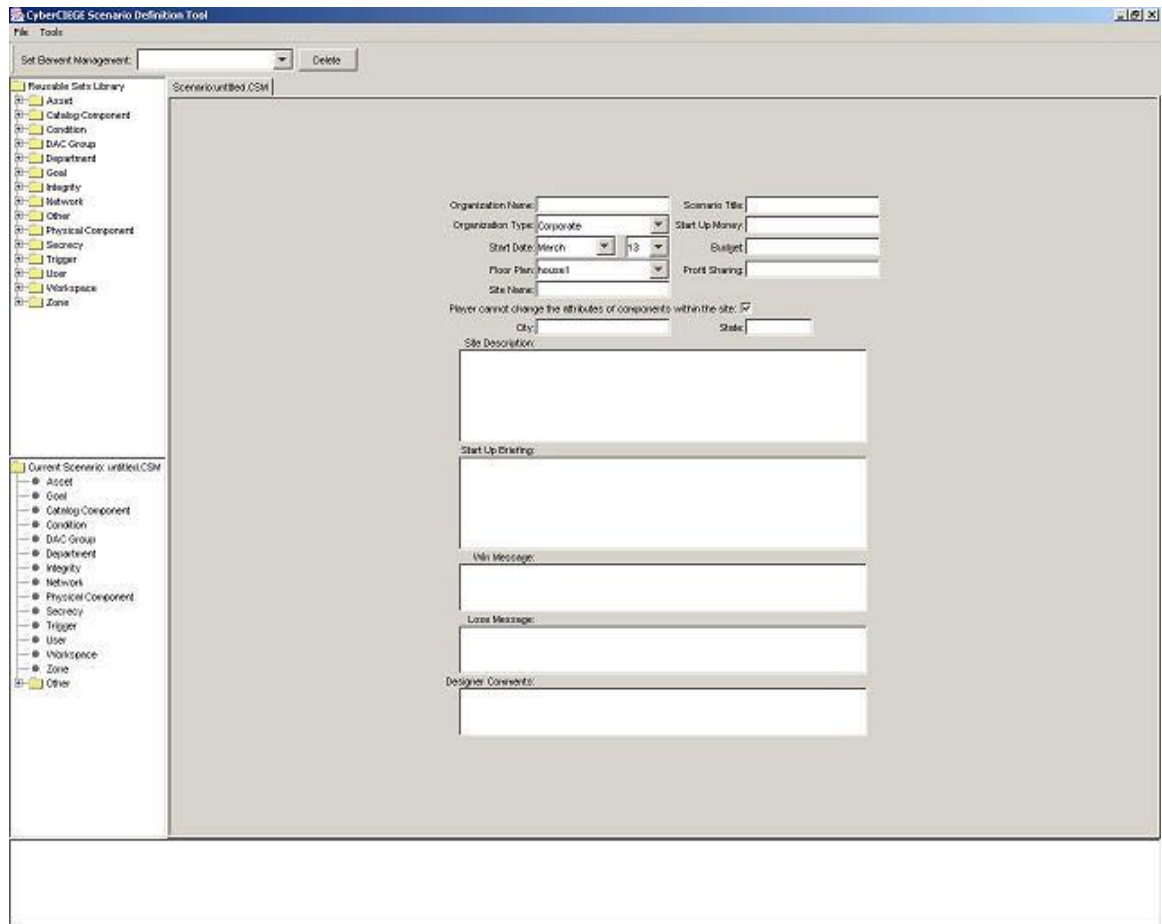 CyberCIEGE Scenario Definition Tool
File Tools
Set Element Management: Delete
Reusable Sets Library
Asset
Catalog Component
Condition
DAC Group
Department
Goal
Integrity
Network
Other
Physical Component
Secrecy
Trigger
User
Workspace
Zone
Scenario:untitled.CSM
Organization Name: Scenario Title:
Organization Type: Corporate Start Up Money:
Start Date: March 13 Budget:
Floor Plan: house1 Profit Sharing:
Site Name:
Player cannot change the attributes of components within the site:
City: State:
Site Description:
Start Up Briefing:
Win Message:
Lose Message:
Designer Comments:
Current Scenario: untitled.CSM
Asset
Goal
Catalog Component
Condition
DAC Group
Department
Integrity
Network
Physical Component
Secrecy
Trigger
User
Workspace
Zone
Other